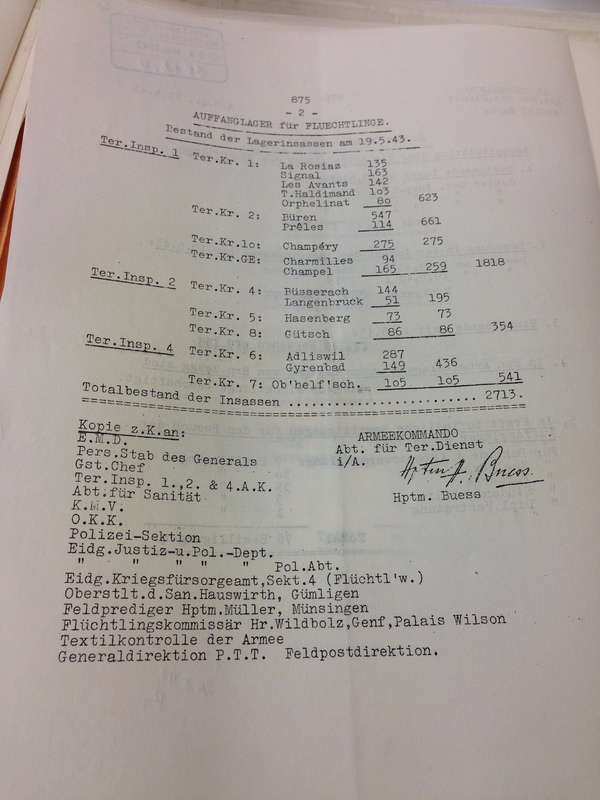 875
- 2 -
AUFFANGLAGER für FLUECHTLINGE.
Bestand der Lagerinsassen am 19.5.43.
Ter.Insp. 1 Ter.Kr. 1: La Rosiaz 135
Signal 163
Les Avants 142
T.Haldimand 1o3
Orphelinat 8o 623
Ter.Kr. 2: Büren 547
Prêles 114 661
Ter.Kr.1o: Champéry 275 275
Ter.Kr.GE: Charmilles 94
Champel 165 259 1818
Ter.Insp. 2 Ter.Kr. 4: Büsserach 144
Langenbruck 51 195
Ter.Kr. 5: Hasenberg 73 73
Ter.Kr. 8: Gütsch 86 86 354
Ter.Insp. 4 Ter.Kr. 6: Adliswil 287
Gyrenbad 149 436
Ter.Kr. 7: Ob'helf'sch. 1o5 1o5 541
Totalbestand der Insassen ........................ 2713.
Kopie z.K.an:
E.M.D.
Pers.Stab des Generals
Gst.Chef
Ter.Insp. 1.,2. & 4.A.K.
Abt.für Sanität
K.M.V.
O.K.K.
Polizei-Sektion
Eidg.Justiz-u.Pol.-Dept.
" " " " " Pol.Abt.
Eidg.Kriegsfürsorgeamt,Sekt.4 (Flüchtl'w.)
Oberstlt.d.San.Hauswirth, Gümligen
Feldprediger Hptm.Müller, Münsingen
Flüchtlingskommissär Hr.Wildbolz,Genf,Palais Wilson
Textilkontrolle der Armee
Generaldirektion P.T.T. Feldpostdirektion.
ARMEEKOMMANDO
Abt. für Ter.Dienst
i/A.
Hptm. Buess
Hptm. Buess